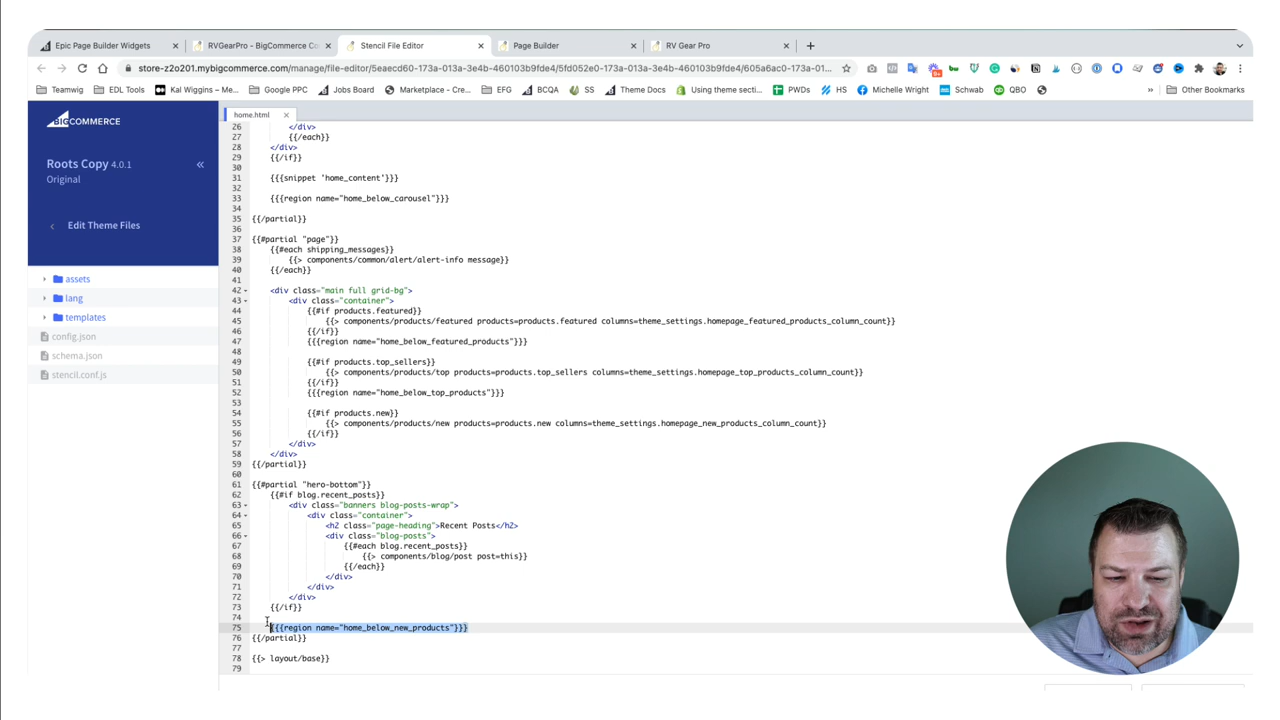 Epic Page Builder Widgets
RVGearPro - BigCommerce Co
Stencil File Editor
Page Builder
RV Gear Pro
store-z2o201.mybigcommerce.com/manage/file-editor/5eaecd60-173a-013a-3e4b-460913b9fde4/5fd052e0-173a-013a-3e4b-460913b9fde4/605a6ac0-173a-01...
Teamwig
EDL Tools
Kal Wiggins – Me...
Google PPC
Jobs Board
Marketplace - Cre...
EFG
BCQA
SS
Theme Docs
Using theme secti...
PWDs
HS
Michelle Wright
Schwab
QBO
»
Other Bookmarks
BIGCOMMERCE
Roots Copy 4.0.1
Original
Edit Theme Files
assets
lang
templates
config.json
schema.json
stencil.conf.js
home.html
26 </div>
27 {{/each}}
28 </div>
29 {{/if}}
30
31 {{{snippet 'home_content'}}}
32
33 {{{region name="home_below_carousel"}}}
34
35 {{/partial}}
36
37 {{#partial "page"}}
38 {{#each shipping_messages}}
39 {{> components/common/alert/alert-info message}}
40 {{/each}}
41
42 <div class="main full grid-bg">
43 <div class="container">
44 {{#if products.featured}}
45 {{> components/products/featured products=products.featured columns=theme_settings.homepage_featured_products_column_count}}
46 {{/if}}
47 {{{region name="home_below_featured_products"}}}
48
49 {{#if products.top_sellers}}
50 {{> components/products/top products=products.top_sellers columns=theme_settings.homepage_top_products_column_count}}
51 {{/if}}
52 {{{region name="home_below_top_products"}}}
53
54 {{#if products.new}}
55 {{> components/products/new products=products.new columns=theme_settings.homepage_new_products_column_count}}
56 {{/if}}
57 </div>
58 </div>
59 {{/partial}}
60
61 {{#partial "hero-bottom"}}
62 {{#if blog.recent_posts}}
63 <div class="banners blog-posts-wrap">
64 <div class="container">
65 <h2 class="page-heading">Recent Posts</h2>
66 <div class="blog-posts">
67 {{#each blog.recent_posts}}
68 {{> components/blog/post post=this}}
69 {{/each}}
70 </div>
71 </div>
72 </div>
73 {{/if}}
74
75 {{{region name="home_below_new_products"}}}
76 {{/partial}}
77
78 {{> layout/base}}
79